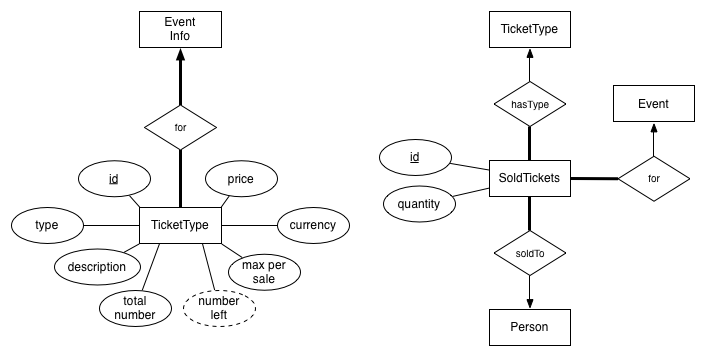 Event
Info
for
id
price
type
TicketType
currency
description
max per
sale
total
number
number
left
TicketType
hasType
Event
id
SoldTickets
for
quantity
soldTo
Person